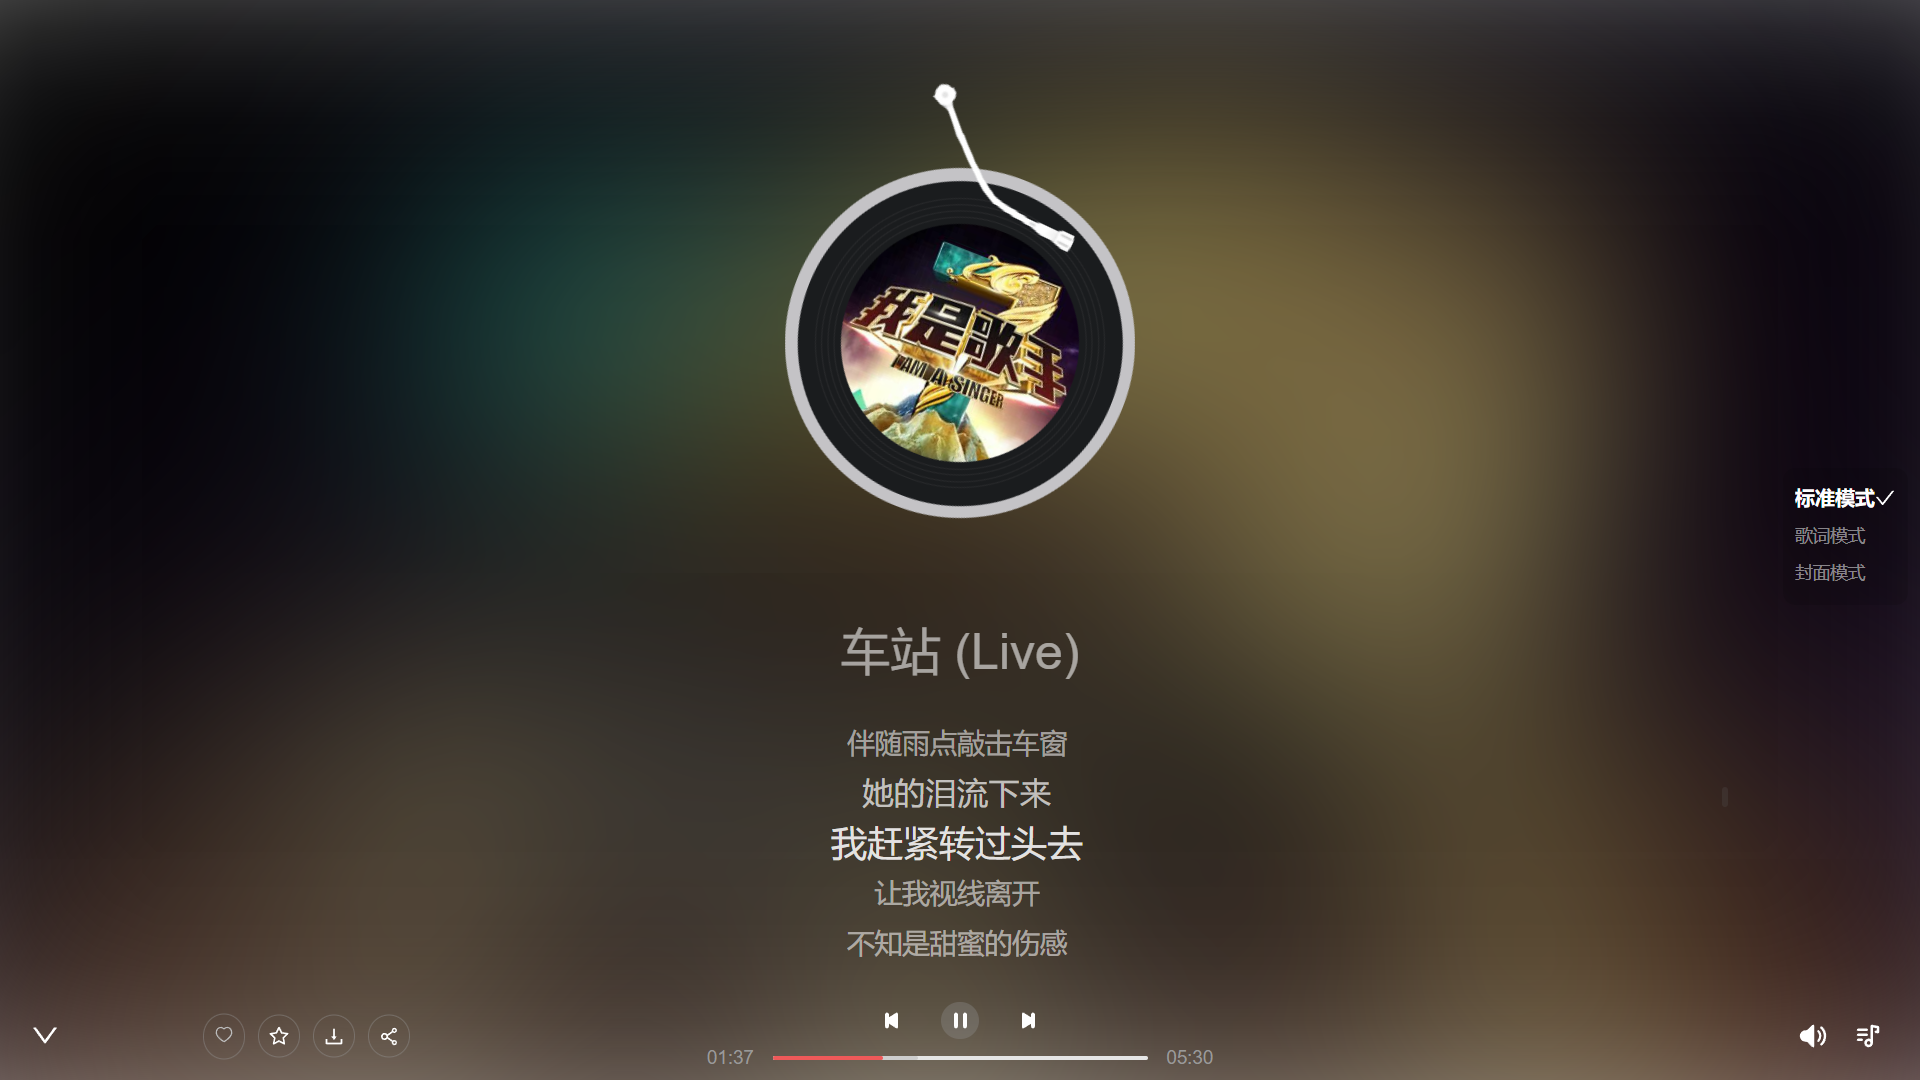 我是歌手
I AM A SINGER
标准模式
歌词模式
封面模式
车站 (Live)
伴随雨点敲击车窗
她的泪流下来
我赶紧转过头去
让我视线离开
不知是甜蜜的伤感
01:37
05:30